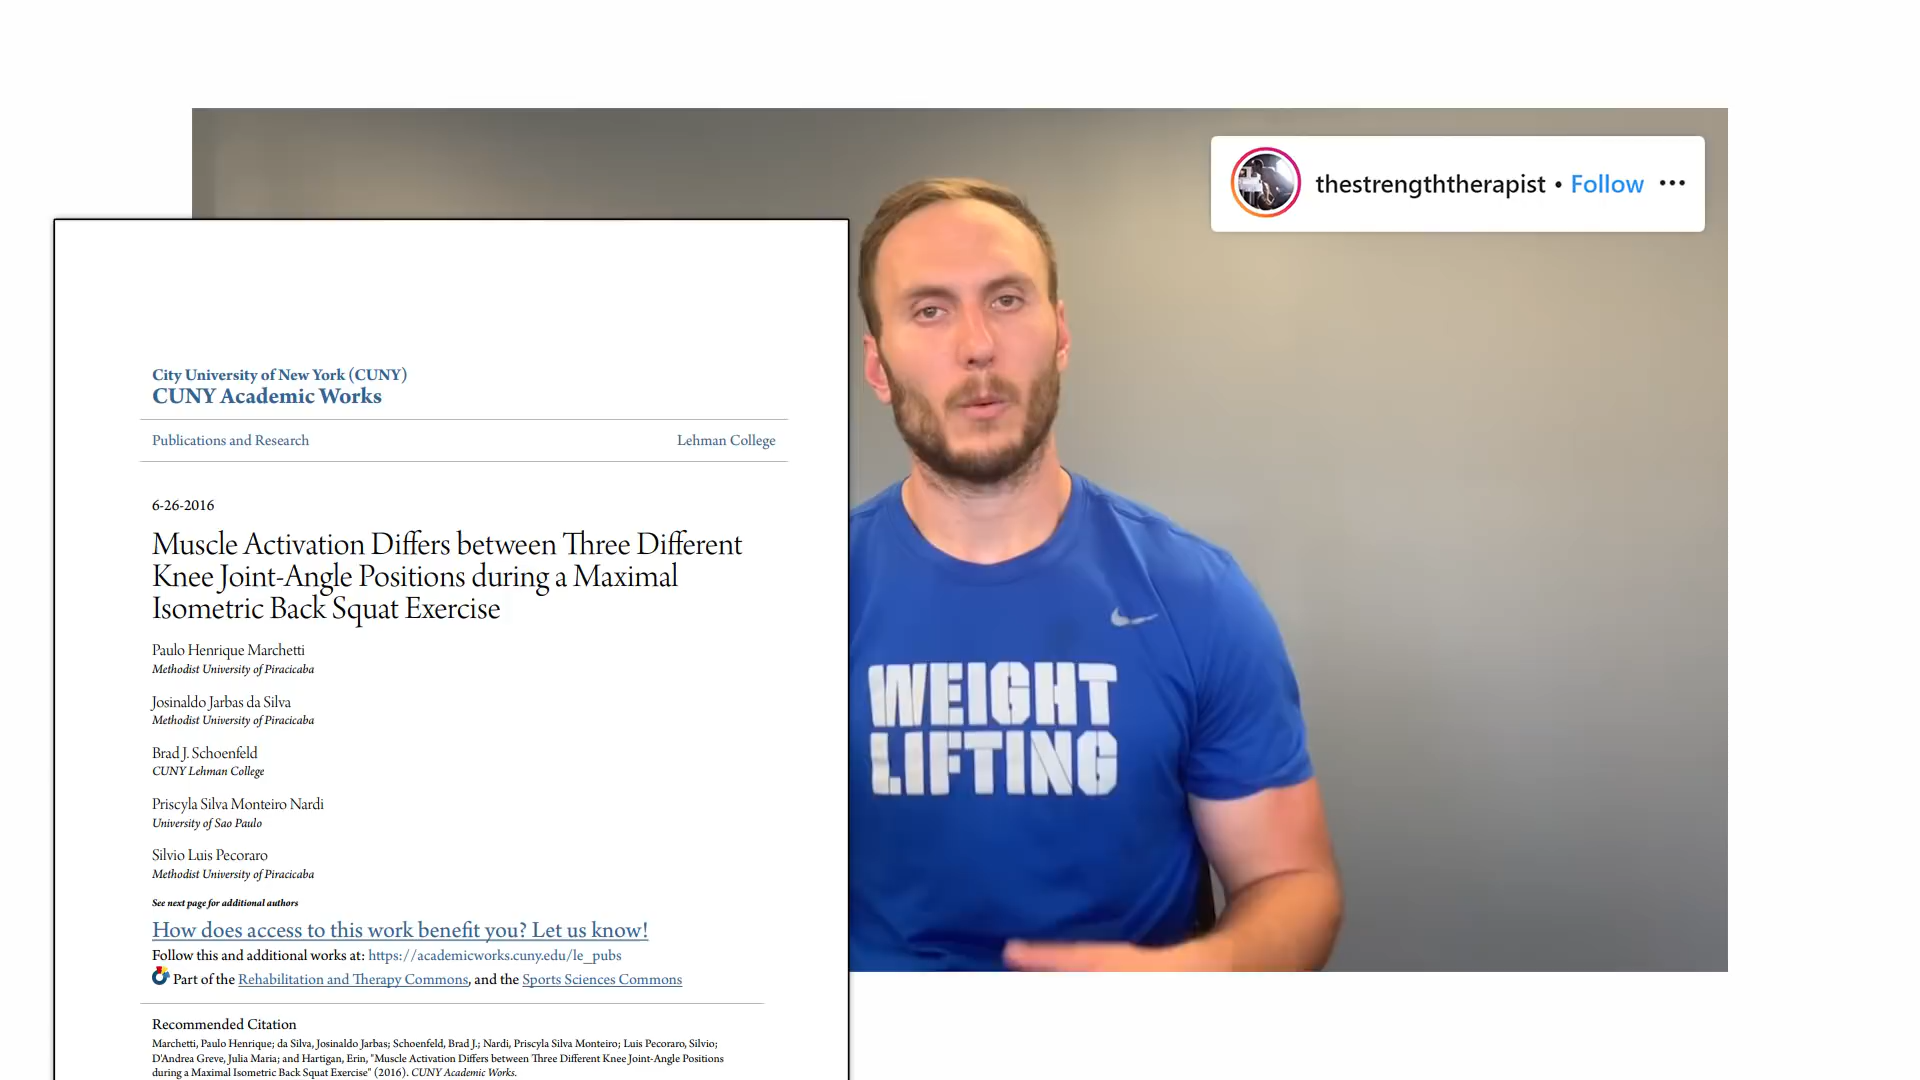 thestrengththerapist • Follow •••
City University of New York (CUNY)
CUNY Academic Works
Publications and Research Lehman College
6-26-2016
Muscle Activation Differs between Three Different
Knee Joint-Angle Positions during a Maximal
Isometric Back Squat Exercise
Paulo Henrique Marchetti
Methodist University of Piracicaba
Josinaldo Jarbas da Silva
Methodist University of Piracicaba
Brad J. Schoenfeld
CUNY Lehman College
Priscyla Silva Monteiro Nardi
University of Sao Paulo
Silvio Luis Pecoraro
Methodist University of Piracicaba
See next page for additional authors
How does access to this work benefit you? Let us know!
Follow this and additional works at: https://academicworks.cuny.edu/le_pubs
Part of the Rehabilitation and Therapy Commons, and the Sports Sciences Commons
Recommended Citation
Marchetti, Paulo Henrique; da Silva, Josinaldo Jarbas; Schoenfeld, Brad J.; Nardi, Priscyla Silva Monteiro; Luis Pecoraro, Silvio;
D'Andrea Greve, Julia Maria; and Hartigan, Erin, "Muscle Activation Differs between Three Different Knee Joint-Angle Positions
during a Maximal Isometric Back Squat Exercise" (2016). CUNY Academic Works.
WEIGHT
LIFTING